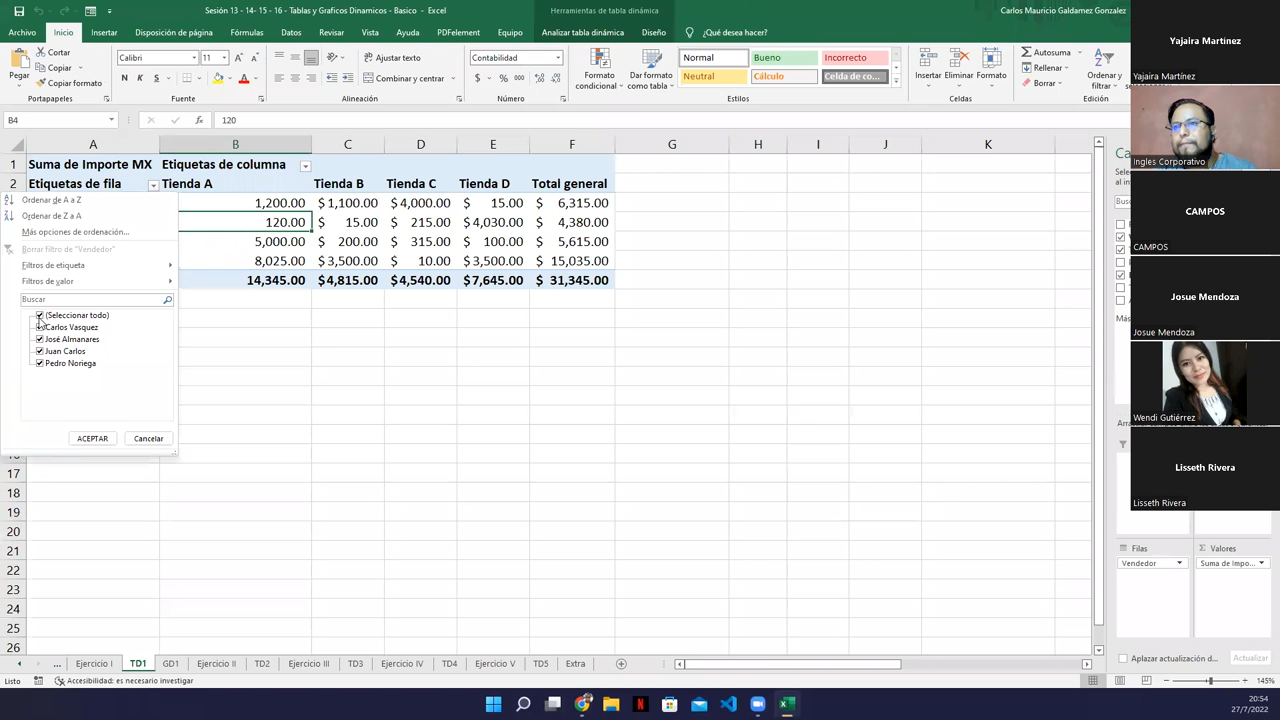 Sesión 13 - 14- 15 - 16 - Tablas y Graficos Dinamicos - Basico - Excel
Herramientas de tabla dinámica
Carlos Mauricio Galdamez Gonzalez
Archivo Inicio Insertar Disposición de página Fórmulas Datos Revisar Vista Ayuda PDFelement Equipo Analizar tabla dinámica Diseño ¿Qué desea hacer?
Pegar
Cortar
Copiar
Copiar formato
Portapapeles
Calibri 11
N K S
Fuente
Ajustar texto
Combinar y centrar
Alineación
Contabilidad
$ % 000
Número
Formato condicional
Dar formato como tabla
Normal Bueno Incorrecto
Neutral Cálculo Celda de co...
Estilos
Insertar Eliminar Formato
Celdas
Autosuma
Rellenar
Borrar
Ordenar y filtrar
Edición
B4 fx 120
A B C D E F G H I J K
1 Suma de Importe MX Etiquetas de columna
2 Etiquetas de fila Tienda A Tienda B Tienda C Tienda D Total general
1,200.00 $ 1,100.00 $ 4,000.00 $ 15.00 $ 6,315.00
120.00 $ 15.00 $ 215.00 $ 4,030.00 $ 4,380.00
5,000.00 $ 200.00 $ 315.00 $ 100.00 $ 5,615.00
8,025.00 $ 3,500.00 $ 10.00 $ 3,500.00 $ 15,035.00
14,345.00 $ 4,815.00 $ 4,540.00 $ 7,645.00 $ 31,345.00
Ordenar de A a Z
Ordenar de Z a A
Más opciones de ordenación...
Borrar filtro de "Vendedor"
Filtros de etiqueta
Filtros de valor
Buscar
(Seleccionar todo)
Carlos Vasquez
José Almanares
Juan Carlos
Pedro Noriega
ACEPTAR Cancelar
17
18
19
20
21
22
23
24
25
26
Filas Valores
Vendedor Suma de Impo...
Aplazar actualización d... Actualizar
Yajaira Martinez
Yajaira Martínez
Ingles Corporativo
CAMPOS
CAMPOS
Josue Mendoza
Josue Mendoza
Wendi Gutiérrez
Lisseth Rivera
Lisseth Rivera
... Ejercicio I TD1 GD1 Ejercicio II TD2 Ejercicio III TD3 Ejercicio IV TD4 Ejercicio V TD5 Extra
Listo Accesibilidad: es necesario investigar
145%
20:54
27/7/2022